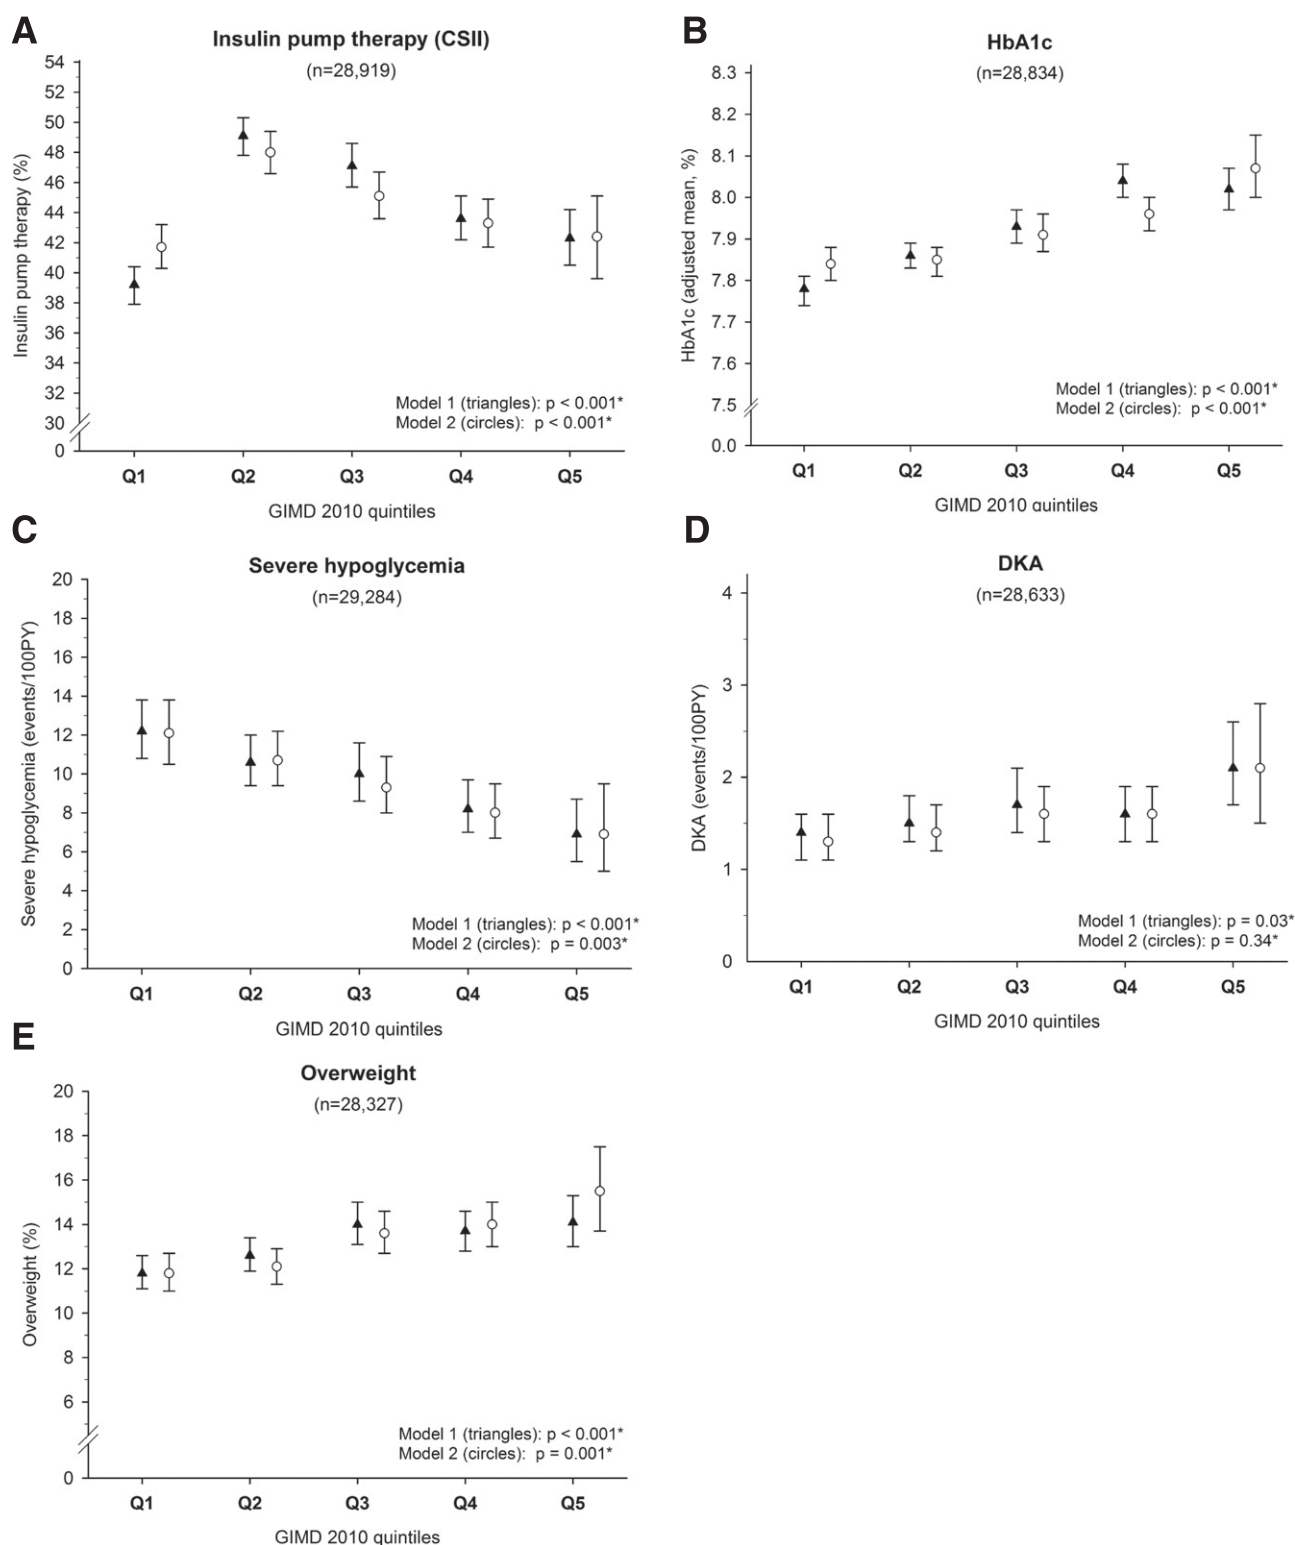 A
Insulin pump therapy (CSII)
(n=28,919)
Insulin pump therapy (%)
54
52
50
48
46
44
42
40
38
36
34
32
30
0
Model 1 (triangles): p < 0.001*
Model 2 (circles): p < 0.001*
Q1 Q2 Q3 Q4 Q5
GIMD 2010 quintiles
B
HbA1c
(n=28,834)
HbA1c (adjusted mean, %)
8.3
8.2
8.1
8.0
7.9
7.8
7.7
7.6
7.5
0.0
Model 1 (triangles): p < 0.001*
Model 2 (circles): p < 0.001*
Q1 Q2 Q3 Q4 Q5
GIMD 2010 quintiles
C
Severe hypoglycemia
(n=29,284)
Severe hypoglycemia (events/100PY)
20
18
16
14
12
10
8
6
4
2
0
Model 1 (triangles): p < 0.001*
Model 2 (circles): p = 0.003*
Q1 Q2 Q3 Q4 Q5
GIMD 2010 quintiles
D
DKA
(n=28,633)
DKA (events/100PY)
4
3
2
1
0
Model 1 (triangles): p = 0.03*
Model 2 (circles): p = 0.34*
Q1 Q2 Q3 Q4 Q5
GIMD 2010 quintiles
E
Overweight
(n=28,327)
Overweight (%)
20
18
16
14
12
10
8
6
0
Model 1 (triangles): p < 0.001*
Model 2 (circles): p = 0.001*
Q1 Q2 Q3 Q4 Q5
GIMD 2010 quintiles